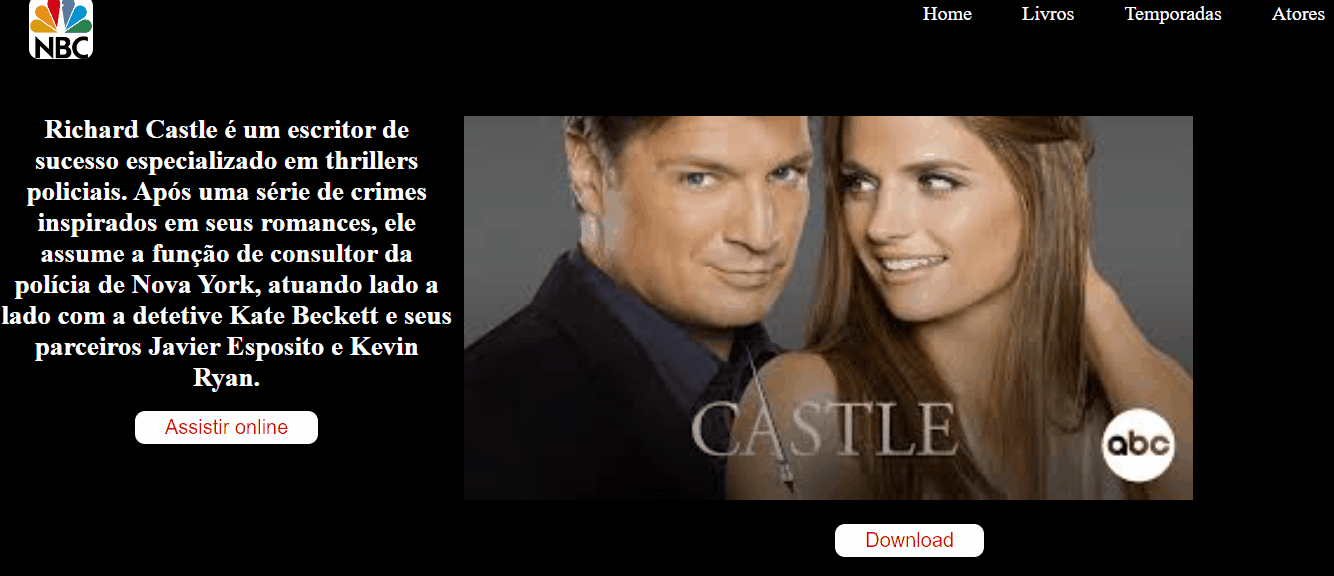 NBC
Home Livros Temporadas Atores
Richard Castle é um escritor de
sucesso especializado em thrillers
policiais. Após uma série de crimes
inspirados em seus romances, ele
assume a função de consultor da
polícia de Nova York, atuando lado a
lado com a detetive Kate Beckett e seus
parceiros Javier Esposito e Kevin
Ryan.
Assistir online
CASTLE
abc
Download